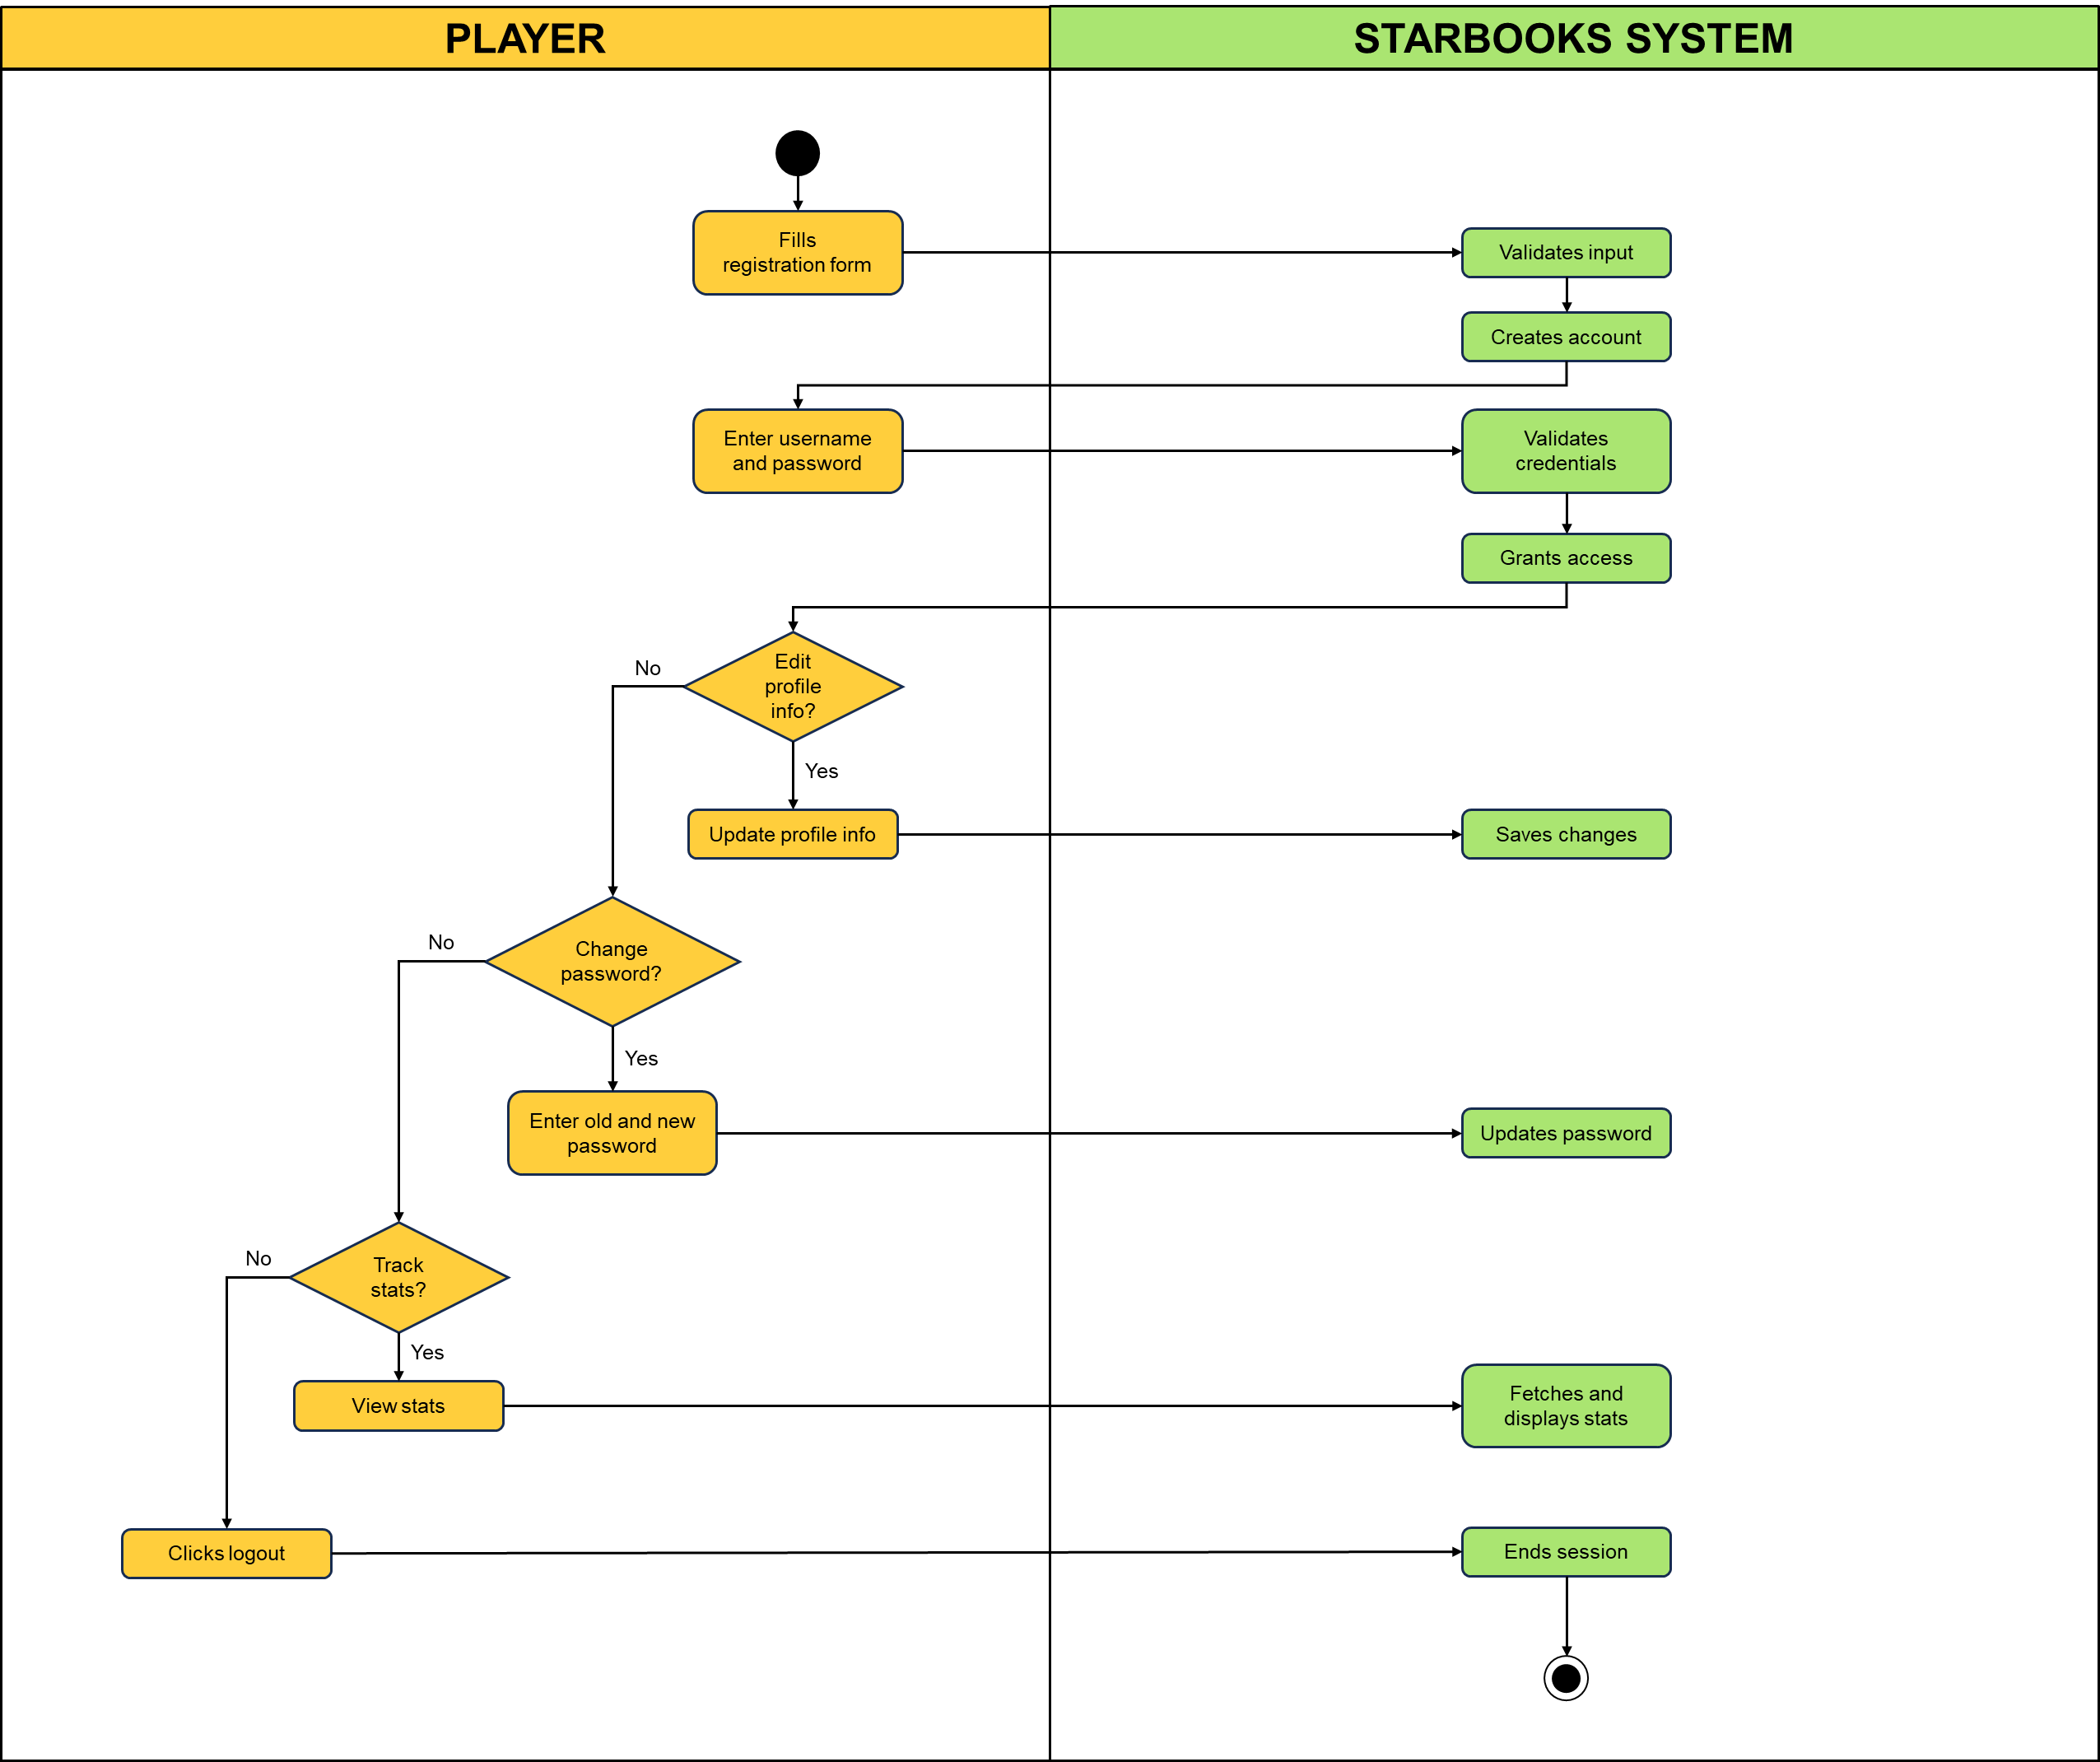 PLAYER
STARBOOKS SYSTEM
Fills
registration form
Validates input
Creates account
Enter username
and password
Validates
credentials
Grants access
Edit
profile
info?
No
Yes
Update profile info
Saves changes
Change
password?
No
Yes
Enter old and new
password
Updates password
Track
stats?
No
Yes
View stats
Fetches and
displays stats
Clicks logout
Ends session